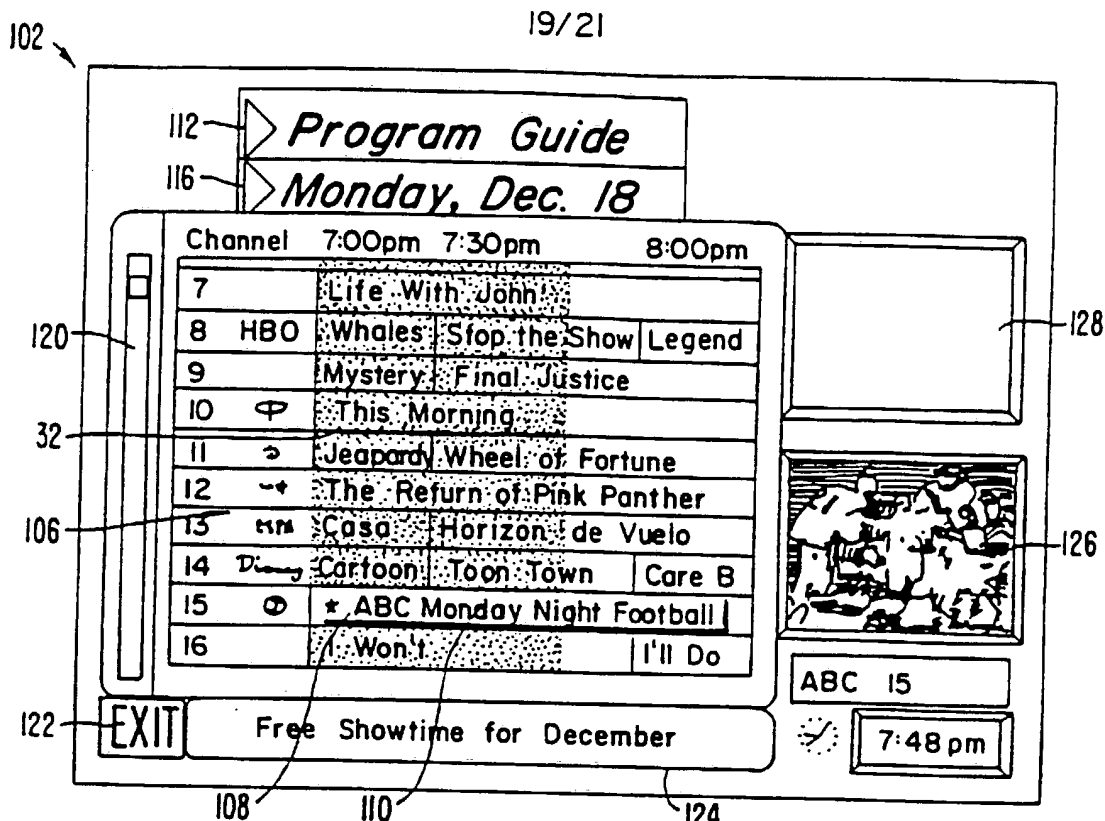 19/21
102
112 Program Guide
116 Monday, Dec. 18
Channel 7:00pm 7:30pm 8:00pm
7 Life With John
8 HBO Whales Stop the Show Legend
128
120
9 Mystery Final Justice
10 This Morning
32
11 Jeapardy Wheel of Fortune
12 The Return of Pink Panther
106
13 Casa Horizon de Vuelo
126
14 Disney Cartoon Toon Town Care B
15 * ABC Monday Night Football
16 I Won't I'll Do
ABC 15
122 EXIT Free Showtime for December
7:48 pm
108 110 124